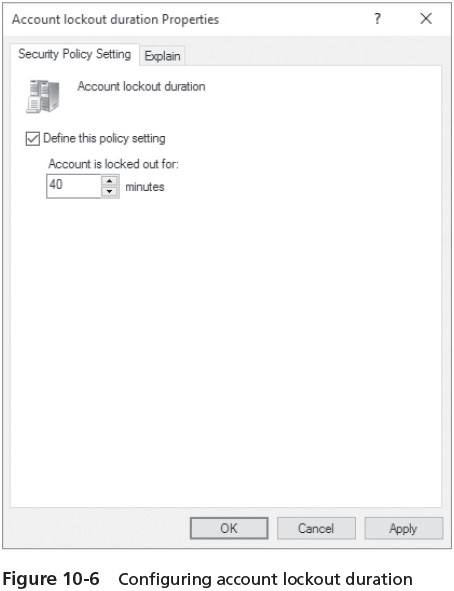 Account lockout duration Properties
?
Security Policy Setting
Explain
Account lockout duration
Define this policy setting
Account is locked out for:
40
minutes
OK
Cancel
Apply
Figure 10-6 Configuring account lockout duration